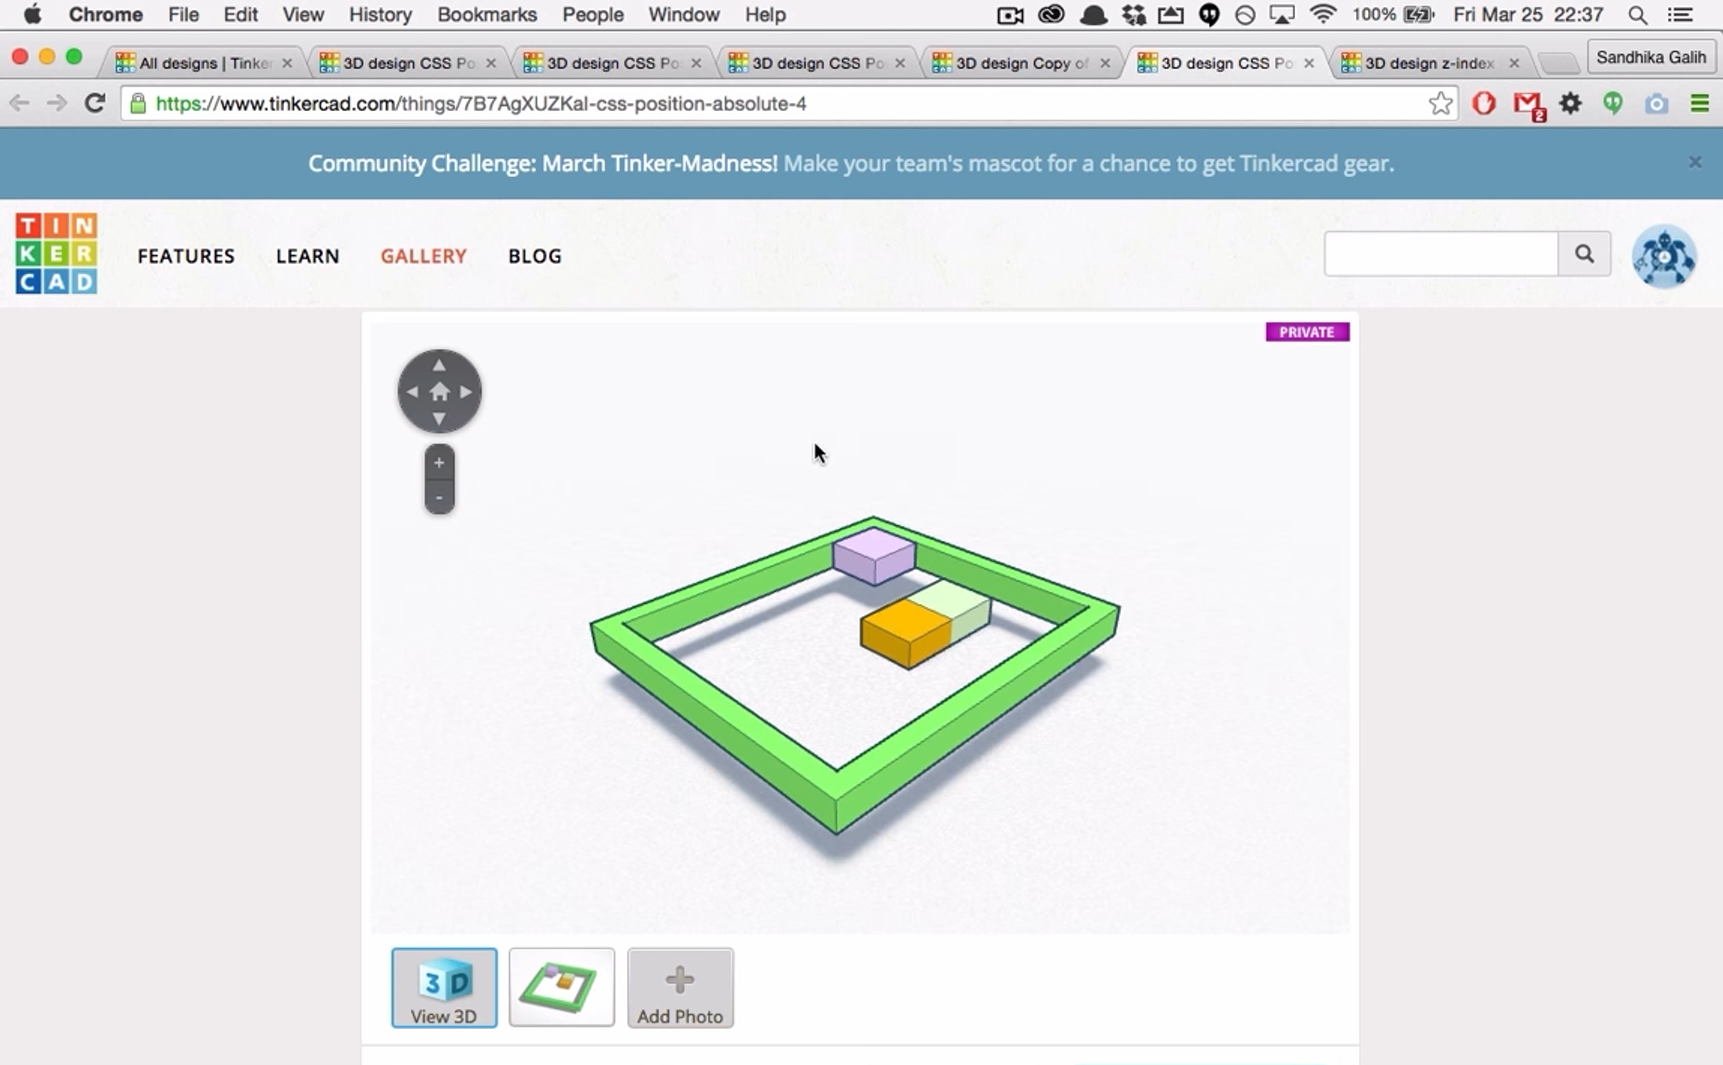 Chrome File Edit View History Bookmarks People Window Help 100% Fri Mar 25 22:37
All designs | Tinker 3D design CSS Po 3D design CSS Po 3D design CSS Po 3D design Copy of 3D design CSS Po 3D design z-index Sandhika Galih
https://www.tinkercad.com/things/7B7AgXUZKal-css-position-absolute-4 2
Community Challenge: March Tinker-Madness! Make your team's mascot for a chance to get Tinkercad gear.
TIN
KER
CAD
FEATURES LEARN GALLERY BLOG
PRIVATE
+
-
3D
View 3D
Add Photo